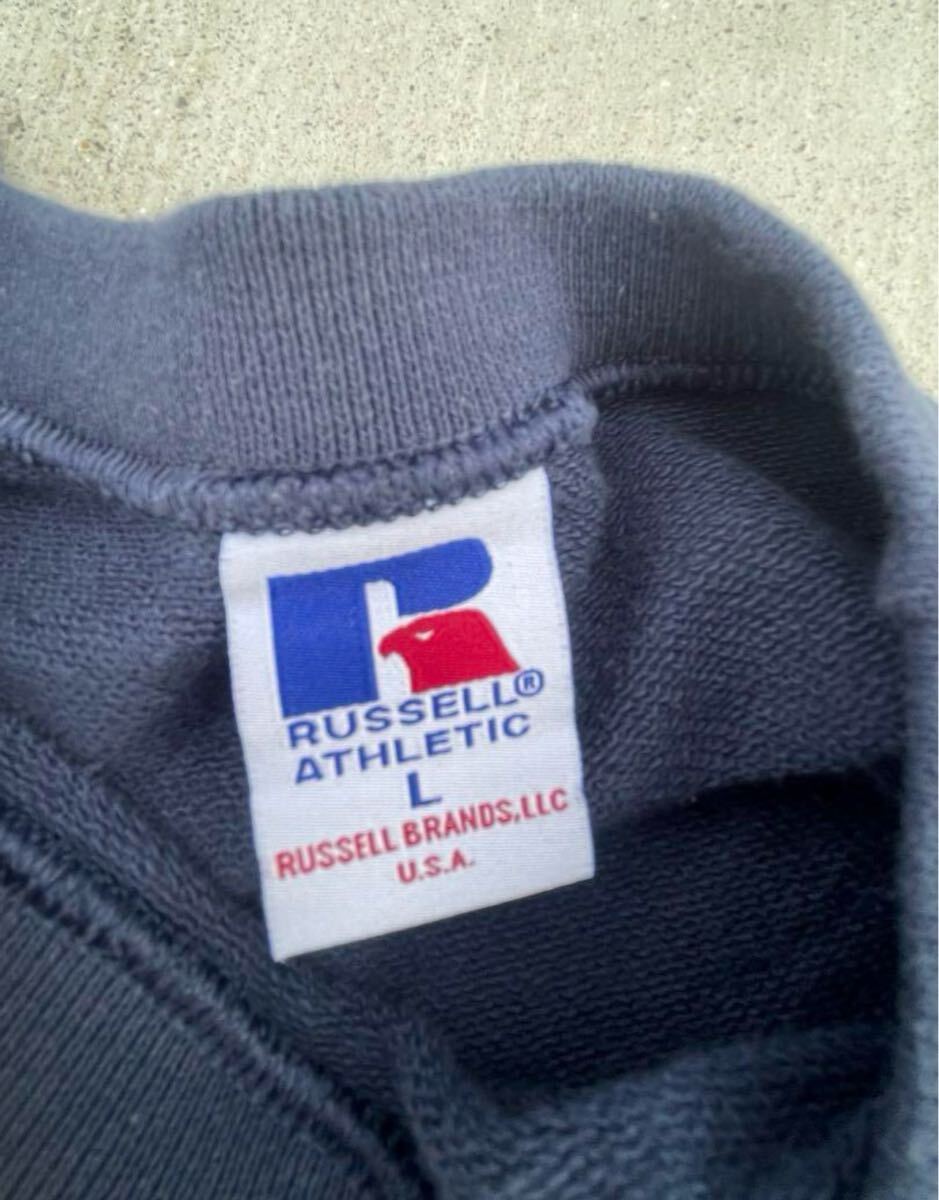 RUSSELL®
ATHLETIC
L
RUSSELL BRANDS,LLC
U.S.A.